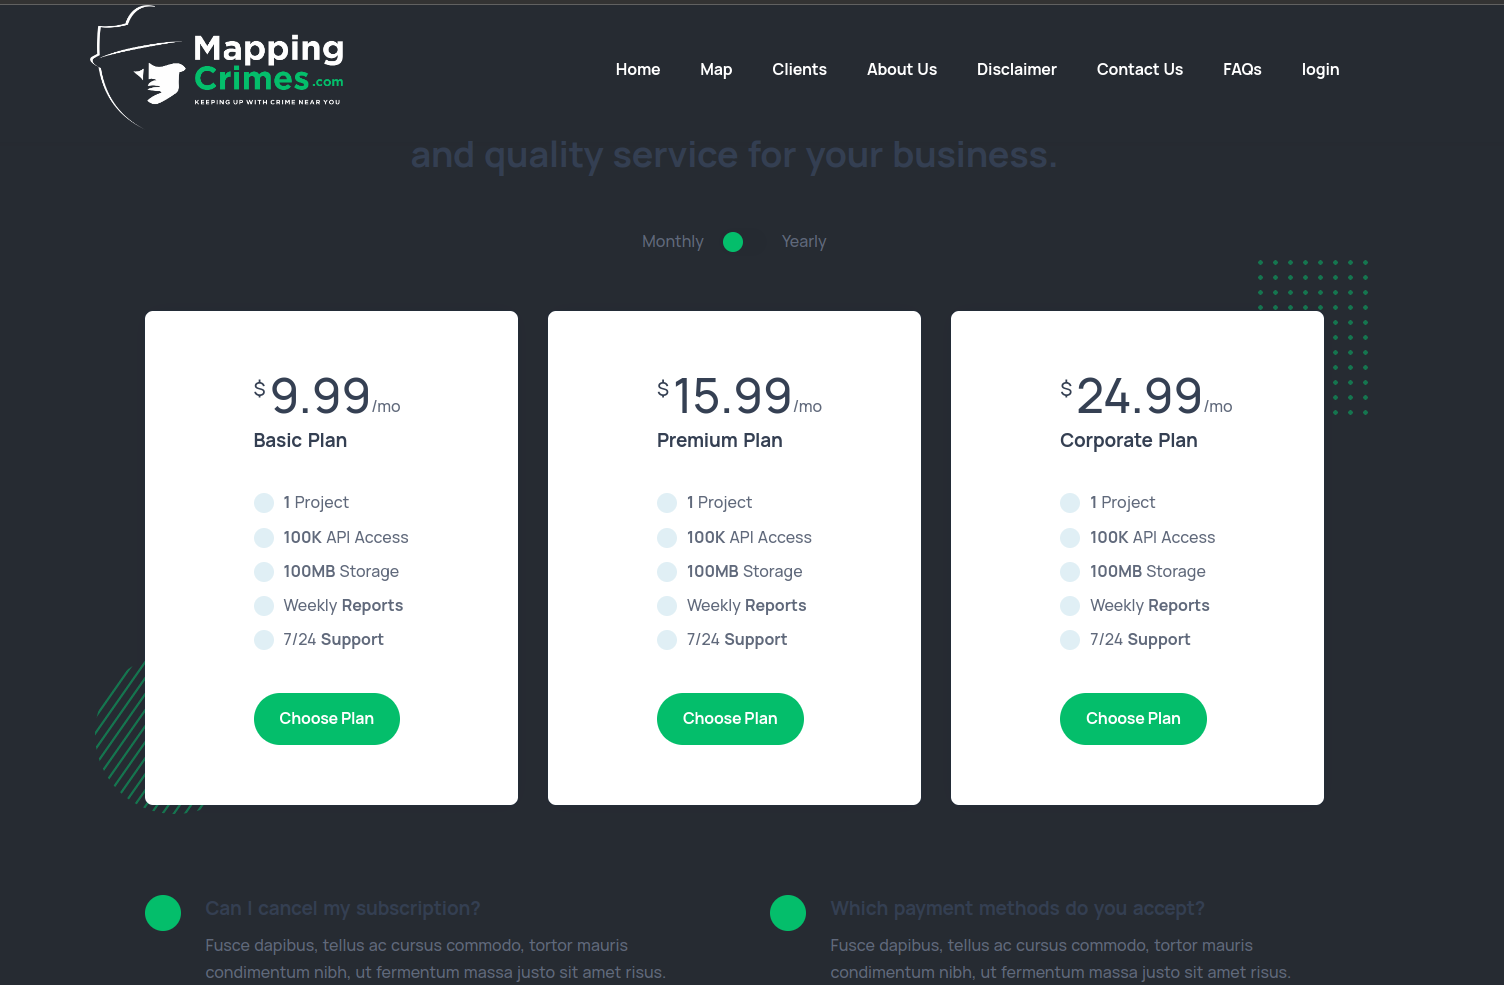 Mapping
Crimes.com
KEEPING UP WITH CRIME NEAR YOU
Home Map Clients About Us Disclaimer Contact Us FAQs login
and quality service for your business.
Monthly Yearly
$9.99/mo
Basic Plan
1 Project
100K API Access
100MB Storage
Weekly Reports
7/24 Support
Choose Plan
$15.99/mo
Premium Plan
1 Project
100K API Access
100MB Storage
Weekly Reports
7/24 Support
Choose Plan
$24.99/mo
Corporate Plan
1 Project
100K API Access
100MB Storage
Weekly Reports
7/24 Support
Choose Plan
Can I cancel my subscription?
Fusce dapibus, tellus ac cursus commodo, tortor mauris
condimentum nibh, ut fermentum massa justo sit amet risus.
Which payment methods do you accept?
Fusce dapibus, tellus ac cursus commodo, tortor mauris
condimentum nibh, ut fermentum massa justo sit amet risus.